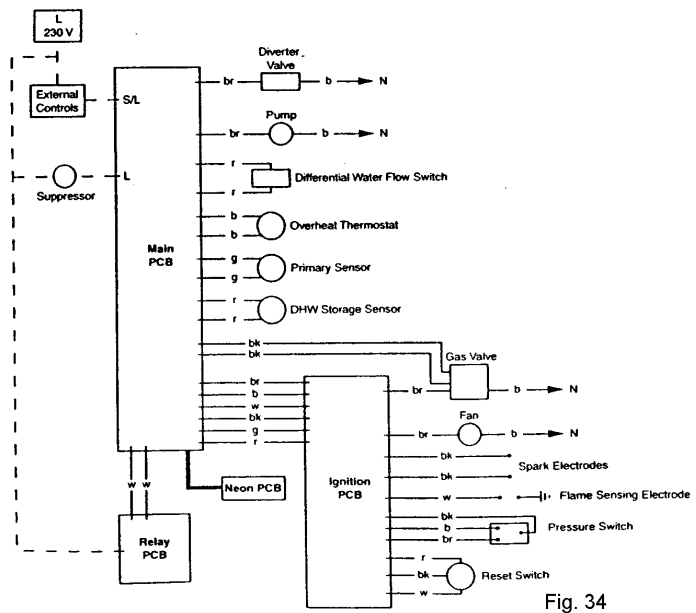 L
230 V
External
Controls
S/L
Suppressor
L
Main
PCB
br
Diverter
Valve
b
N
br
Pump
b
N
r
r
Differential Water Flow Switch
b
b
Overheat Thermostat
g
g
Primary Sensor
r
r
DHW Storage Sensor
bk
bk
Gas Valve
br
b
N
br
b
w
bk
g
r
Ignition
PCB
br
Fan
b
N
bk
bk
Spark Electrodes
w
Flame Sensing Electrode
bk
b
br
Pressure Switch
r
bk
w
Reset Switch
w
w
Neon PCB
Relay
PCB
Fig. 34